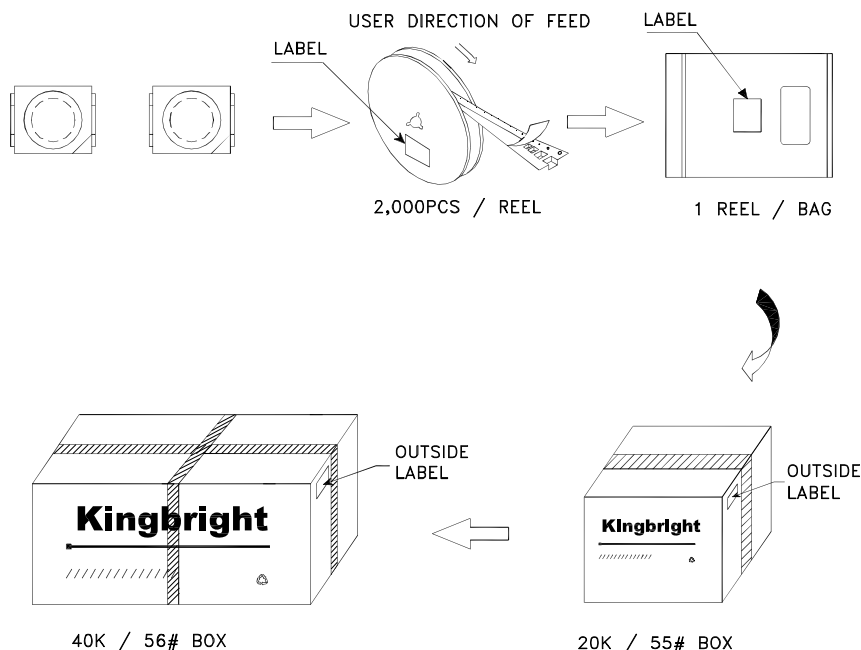 USER DIRECTION OF FEED
LABEL
LABEL
2,000PCS / REEL
1 REEL / BAG
OUTSIDE
LABEL
Kingbright
40K / 56# BOX
OUTSIDE
LABEL
Kingbright
20K / 55# BOX